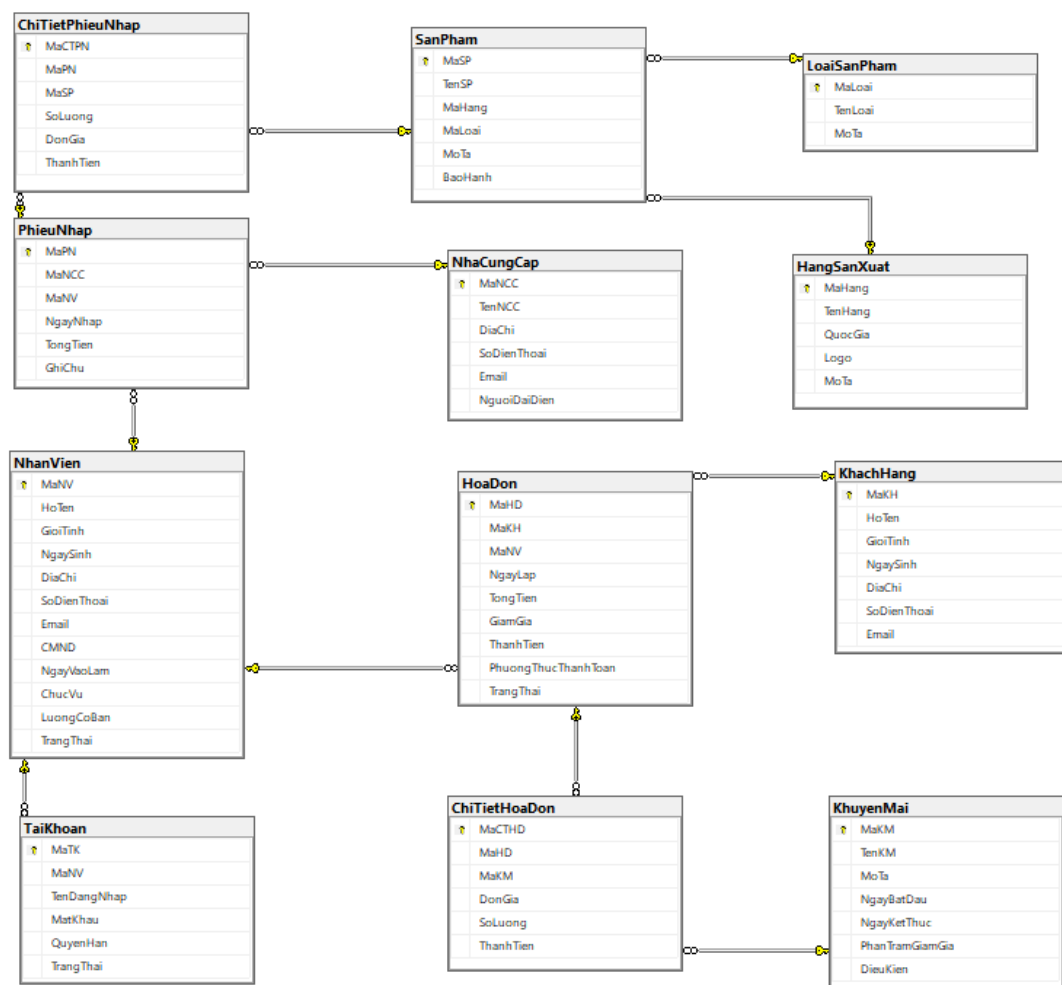 ChiTietPhieuNhap
MaCTPN
MaPN
MaSP
SoLuong
DonGia
ThanhTien
SanPham
MaSP
TenSP
MaHang
MaLoai
MoTa
BaoHanh
LoaiSanPham
MaLoai
TenLoai
MoTa
PhieuNhap
MaPN
MaNCC
MaNV
NgayNhap
TongTien
GhiChu
NhaCungCap
MaNCC
TenNCC
DiaChi
SoDienThoai
Email
NguoiDaiDien
HangSanXuat
MaHang
TenHang
QuocGia
Logo
MoTa
NhanVien
MaNV
HoTen
GioiTinh
NgaySinh
DiaChi
SoDienThoai
Email
CMND
NgayVaoLam
ChucVu
LuongCoBan
TrangThai
HoaDon
MaHD
MaKH
MaNV
NgayLap
TongTien
GiamGia
ThanhTien
PhuongThucThanhToan
TrangThai
KhachHang
MaKH
HoTen
GioiTinh
NgaySinh
DiaChi
SoDienThoai
Email
TaiKhoan
MaTK
MaNV
TenDangNhap
MatKhau
QuyenHan
TrangThai
ChiTietHoaDon
MaCTHD
MaHD
MaKM
DonGia
SoLuong
ThanhTien
KhuyenMai
MaKM
TenKM
MoTa
NgayBatDau
NgayKetThuc
PhanTramGiamGia
DieuKien